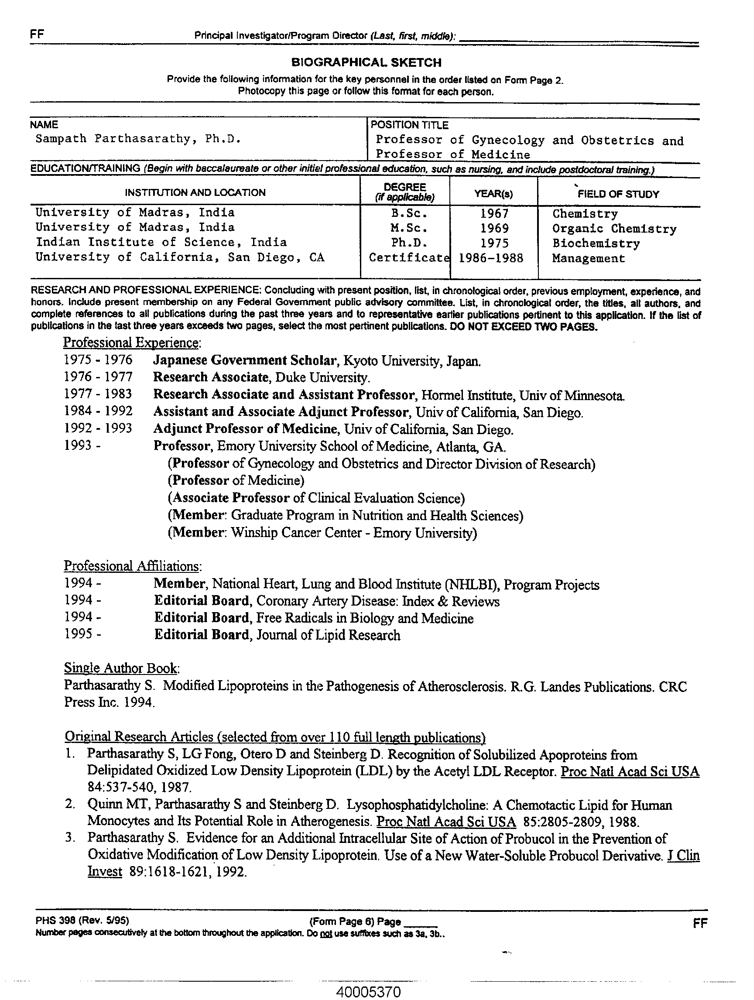 FF
Principal Investigator/Program Director (Last, first, middle):
BIOGRAPHICAL SKETCH
Provide the following information for the key personnel in the order listed on Form Page 2.
Photocopy this page or follow this format for each person.
NAME
Sampath Parthasarathy, Ph.D.
POSITION TITLE
Professor of Gynecology and Obstetrics and
Professor of Medicine
EDUCATION/TRAINING (Begin with baccalaureate or other initial professional education, such as nursing, and include postdoctoral training.)
INSTITUTION AND LOCATION DEGREE (if applicable) YEAR(s) FIELD OF STUDY
University of Madras, India B.Sc. 1967 Chemistry
University of Madras, India M.Sc. 1969 Organic Chemistry
Indian Institute of Science, India Ph.D. 1975 Biochemistry
University of California, San Diego, CA Certificate 1986-1988 Management
RESEARCH AND PROFESSIONAL EXPERIENCE: Concluding with present position, list, in chronological order, previous employment, experience, and
honors. Include present membership on any Federal Government public advisory committee. List, in chronological order, the titles, all authors, and
complete references to all publications during the past three years and to representative earlier publications pertinent to this application. If the list of
publications in the last three years exceeds two pages, select the most pertinent publications. DO NOT EXCEED TWO PAGES.
Professional Experience:
1975 - 1976 Japanese Government Scholar, Kyoto University, Japan.
1976 - 1977 Research Associate, Duke University.
1977 - 1983 Research Associate and Assistant Professor, Hormel Institute, Univ of Minnesota.
1984 - 1992 Assistant and Associate Adjunct Professor, Univ of California, San Diego.
1992 - 1993 Adjunct Professor of Medicine, Univ of California, San Diego.
1993 - Professor, Emory University School of Medicine, Atlanta, GA.
(Professor of Gynecology and Obstetrics and Director Division of Research)
(Professor of Medicine)
(Associate Professor of Clinical Evaluation Science)
(Member: Graduate Program in Nutrition and Health Sciences)
(Member: Winship Cancer Center - Emory University)
Professional Affiliations:
1994 - Member, National Heart, Lung and Blood Institute (NHLBI), Program Projects
1994 - Editorial Board, Coronary Artery Disease: Index & Reviews
1994 - Editorial Board, Free Radicals in Biology and Medicine
1995 - Editorial Board, Journal of Lipid Research
Single Author Book:
Parthasarathy S. Modified Lipoproteins in the Pathogenesis of Atherosclerosis. R.G. Landes Publications. CRC
Press Inc. 1994.
Original Research Articles (selected from over 110 full length publications)
1. Parthasarathy S, LG Fong, Otero D and Steinberg D. Recognition of Solubilized Apoproteins from
Delipidated Oxidized Low Density Lipoprotein (LDL) by the Acetyl LDL Receptor. Proc Natl Acad Sci USA
84:537-540, 1987.
2. Quinn MT, Parthasarathy S and Steinberg D. Lysophosphatidylcholine: A Chemotactic Lipid for Human
Monocytes and Its Potential Role in Atherogenesis. Proc Natl Acad Sci USA 85:2805-2809, 1988.
3. Parthasarathy S. Evidence for an Additional Intracellular Site of Action of Probucol in the Prevention of
Oxidative Modification of Low Density Lipoprotein. Use of a New Water-Soluble Probucol Derivative. J Clin
Invest 89:1618-1621, 1992.
PHS 398 (Rev. 5/95) (Form Page 6) Page FF
Number pages consecutively at the bottom throughout the application. Do not use suffixes such as 3a, 3b..
40005370